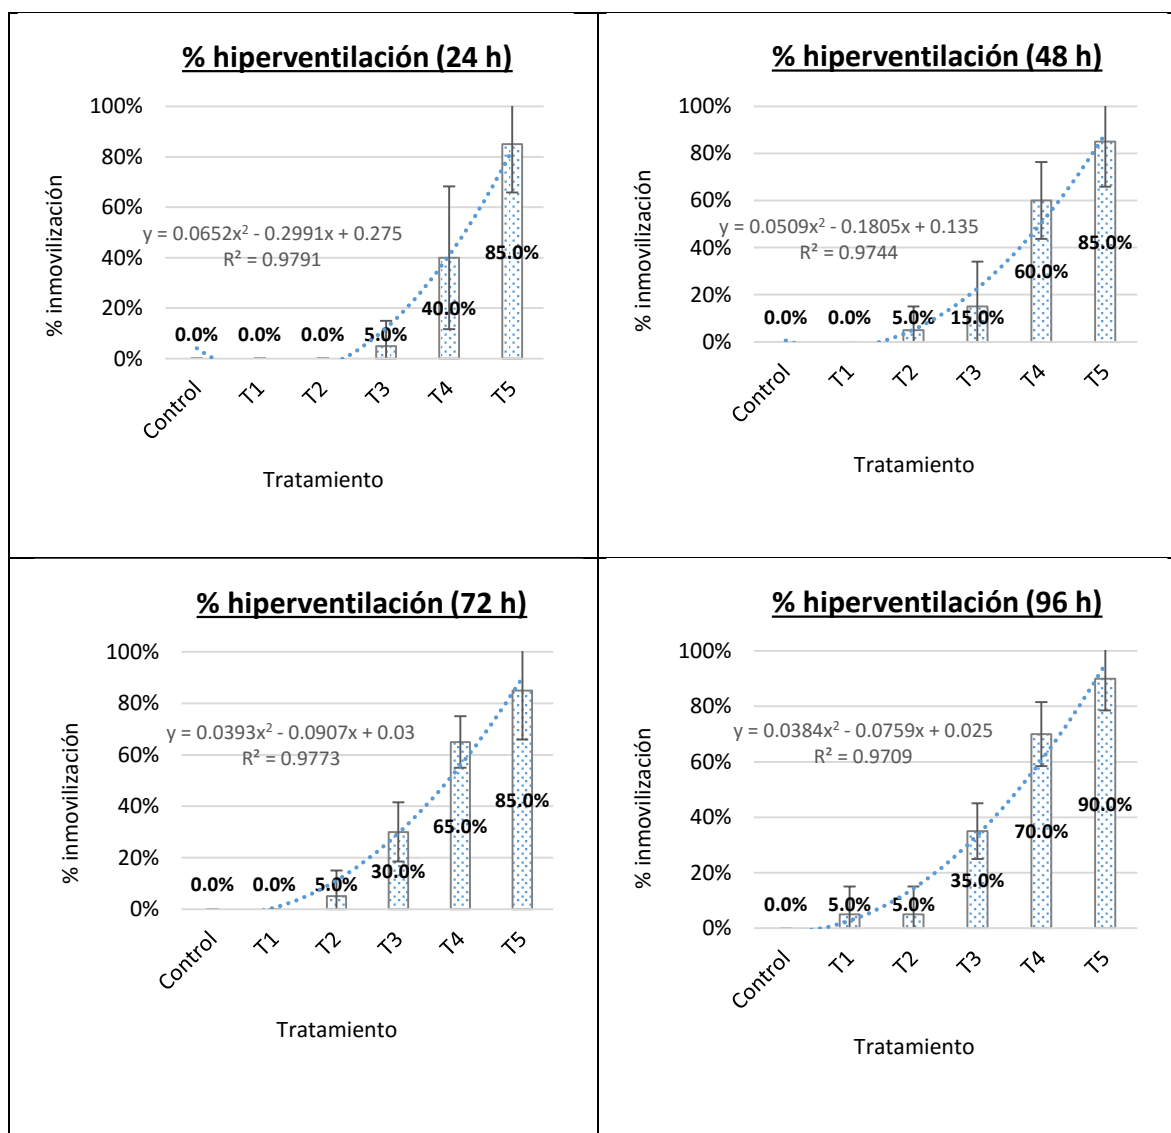 % hiperventilación (24 h)
100%
80%
60%
40%
20%
0%
% inmovilización
y = 0.0652x² - 0.2991x + 0.275
R² = 0.9791
0.0%
0.0%
0.0%
5.0%
40.0%
85.0%
Control
T1
T2
T3
T4
T5
Tratamiento
% hiperventilación (48 h)
100%
80%
60%
40%
20%
0%
% inmovilización
y = 0.0509x² - 0.1805x + 0.135
R² = 0.9744
0.0%
0.0%
5.0%
15.0%
60.0%
85.0%
Control
T1
T2
T3
T4
T5
Tratamiento
% hiperventilación (72 h)
100%
80%
60%
40%
20%
0%
% inmovilización
y = 0.0393x² - 0.0907x + 0.03
R² = 0.9773
0.0%
0.0%
5.0%
30.0%
65.0%
85.0%
Control
T1
T2
T3
T4
T5
Tratamiento
% hiperventilación (96 h)
100%
80%
60%
40%
20%
0%
% inmovilización
y = 0.0384x² - 0.0759x + 0.025
R² = 0.9709
0.0%
5.0%
5.0%
35.0%
70.0%
90.0%
Control
T1
T2
T3
T4
T5
Tratamiento